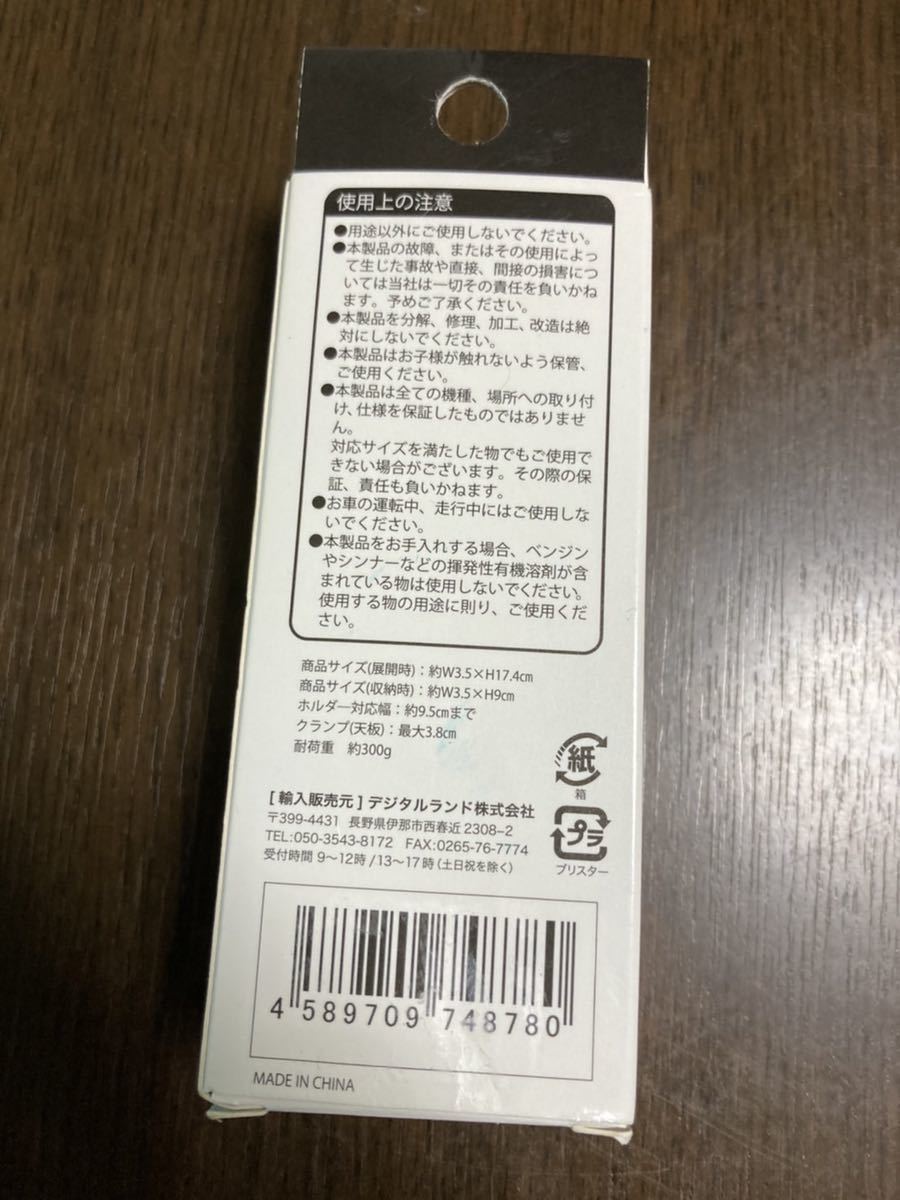 使用上の注意
●用途以外にご使用しないでください。
●本製品の故障、またはその使用によっ
て生じた事故や直接、間接の損害につ
いては当社は一切その責任を負いかね
ます。予めご了承ください。
●本製品を分解、修理、加工、改造は絶
対にしないでください。
●本製品はお子様が触れないよう保管、
ご使用ください。
●本製品は全ての機種、場所への取り付
け、仕様を保証したものではありませ
ん。
対応サイズを満たした物でもご使用で
きない場合がございます。その際の保
証、責任も負いかねます。
●お車の運転中、走行中にはご使用しな
いでください。
●本製品をお手入れする場合、ベンジン
やシンナーなどの揮発性有機溶剤が含
まれている物は使用しないでください。
使用する物の用途に則り、ご使用くだ
さい。
商品サイズ(展開時)：約W3.5×H17.4㎝
商品サイズ(収納時)：約W3.5×H9㎝
ホルダー対応幅：約9.5㎝まで
クランプ(天板)：最大3.8㎝
耐荷重　約300g
紙
箱
[ 輸入販売元 ] デジタルランド株式会社
〒399-4431 長野県伊那市西春近 2308-2
TEL:050-3543-8172 FAX:0265-76-7774
受付時間 9～12時 /13～17時 (土日祝を除く)
プラ
ブリスター
4 589709 748780
MADE IN CHINA